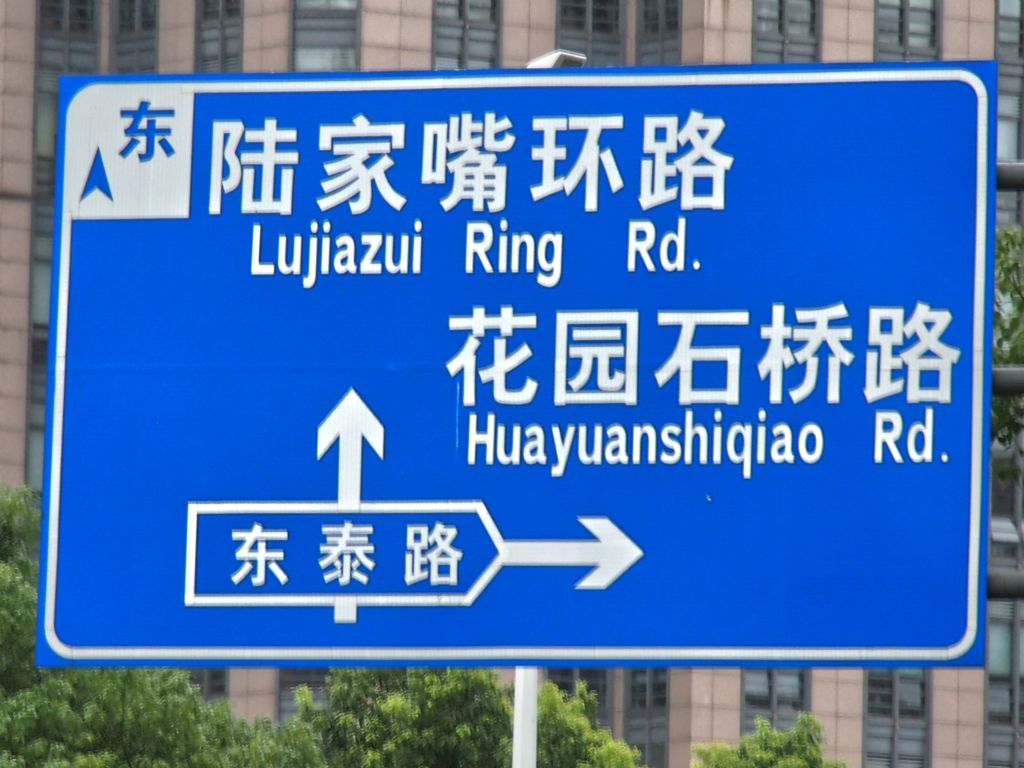 东
陆家嘴环路
Lujiazui Ring Rd.
花园石桥路
Huayuanshiqiao Rd.
东泰路